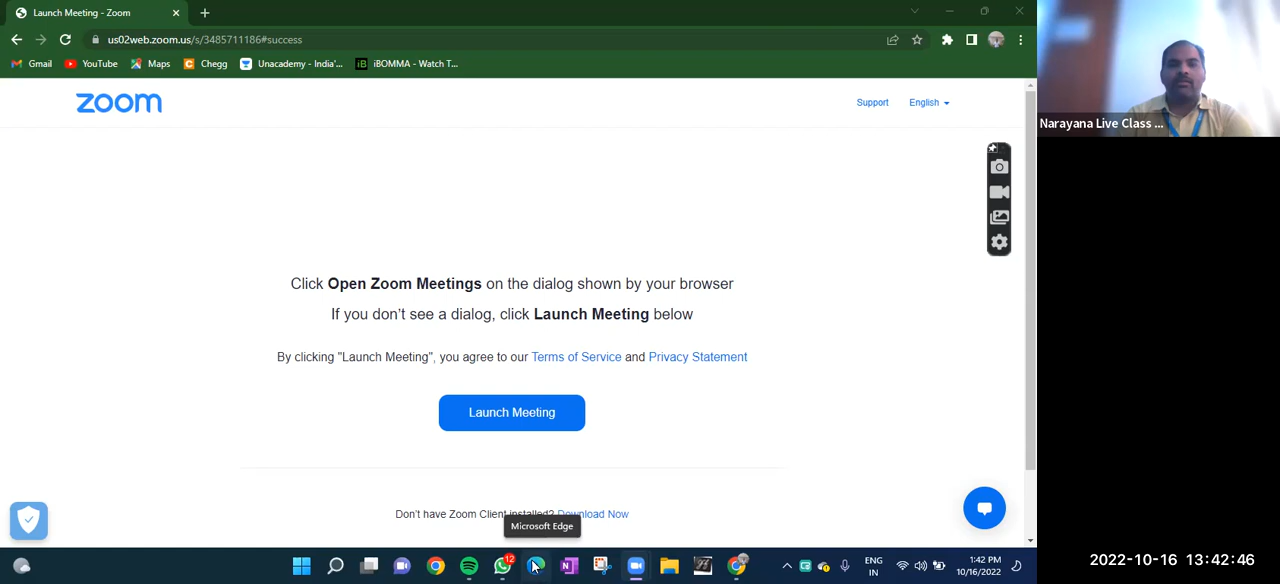 Launch Meeting - Zoom
us02web.zoom.us/s/3485711186#success
Gmail
YouTube
Maps
Chegg
Unacademy - India'...
iBOMMA - Watch T...
zoom
Support
English
Narayana Live Class ...
Click Open Zoom Meetings on the dialog shown by your browser
If you don't see a dialog, click Launch Meeting below
By clicking "Launch Meeting", you agree to our Terms of Service and Privacy Statement
Launch Meeting
Don't have Zoom Client installed? Download Now
Microsoft Edge
12
ENG
IN
1:42 PM
10/16/2022
2022-10-16 13:42:46